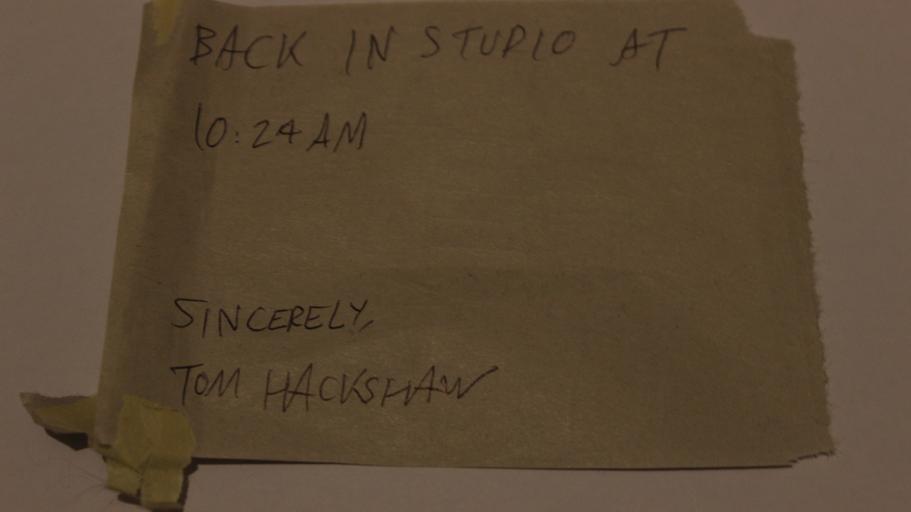 BACK IN STUDIO AT
10:24 AM
SINCERELY,
TOM HACKSHAW